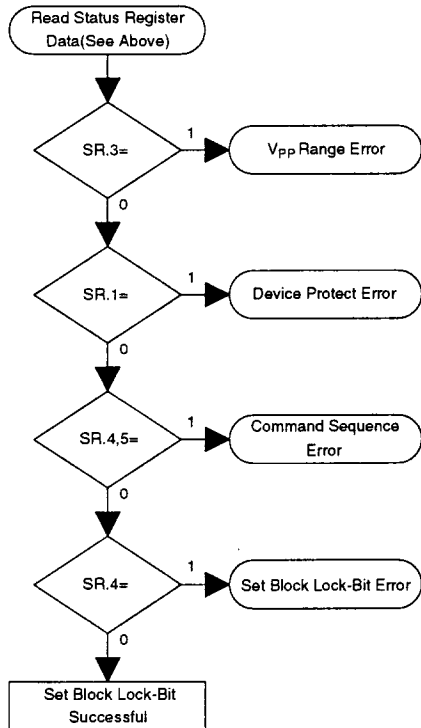 Read Status Register
Data(See Above)
SR.3=
1
VPP Range Error
0
SR.1=
1
Device Protect Error
0
SR.4,5=
1
Command Sequence
Error
0
SR.4=
1
Set Block Lock-Bit Error
0
Set Block Lock-Bit
Successful